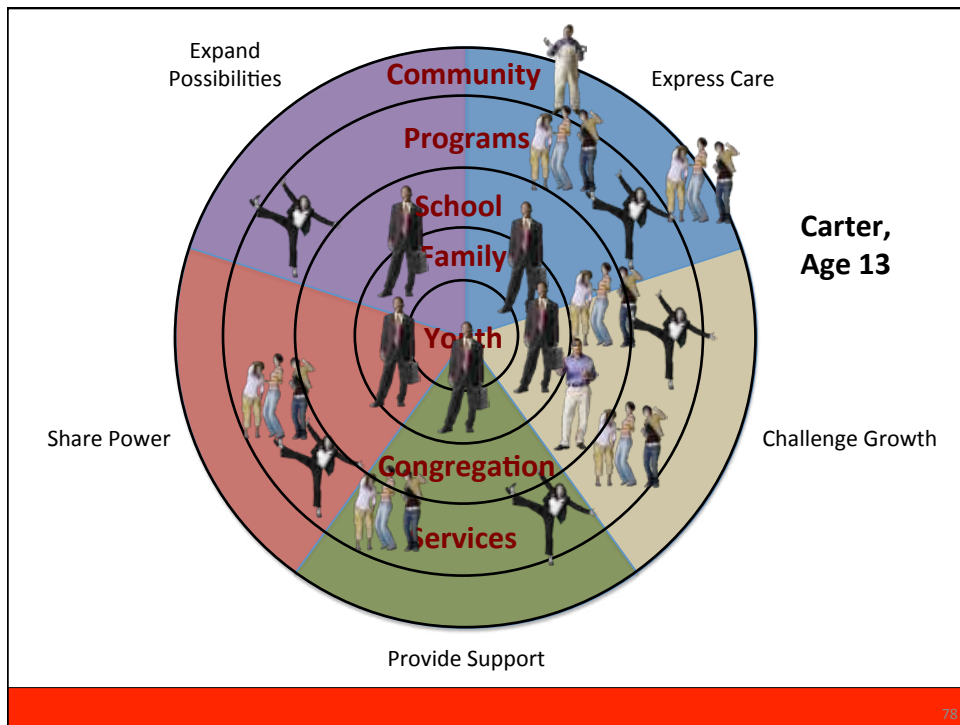 Expand
Possibilities
Community
Express Care
Programs
School
Family
Carter,
Age 13
Youth
Share Power
Challenge Growth
Congregation
Services
Provide Support
78